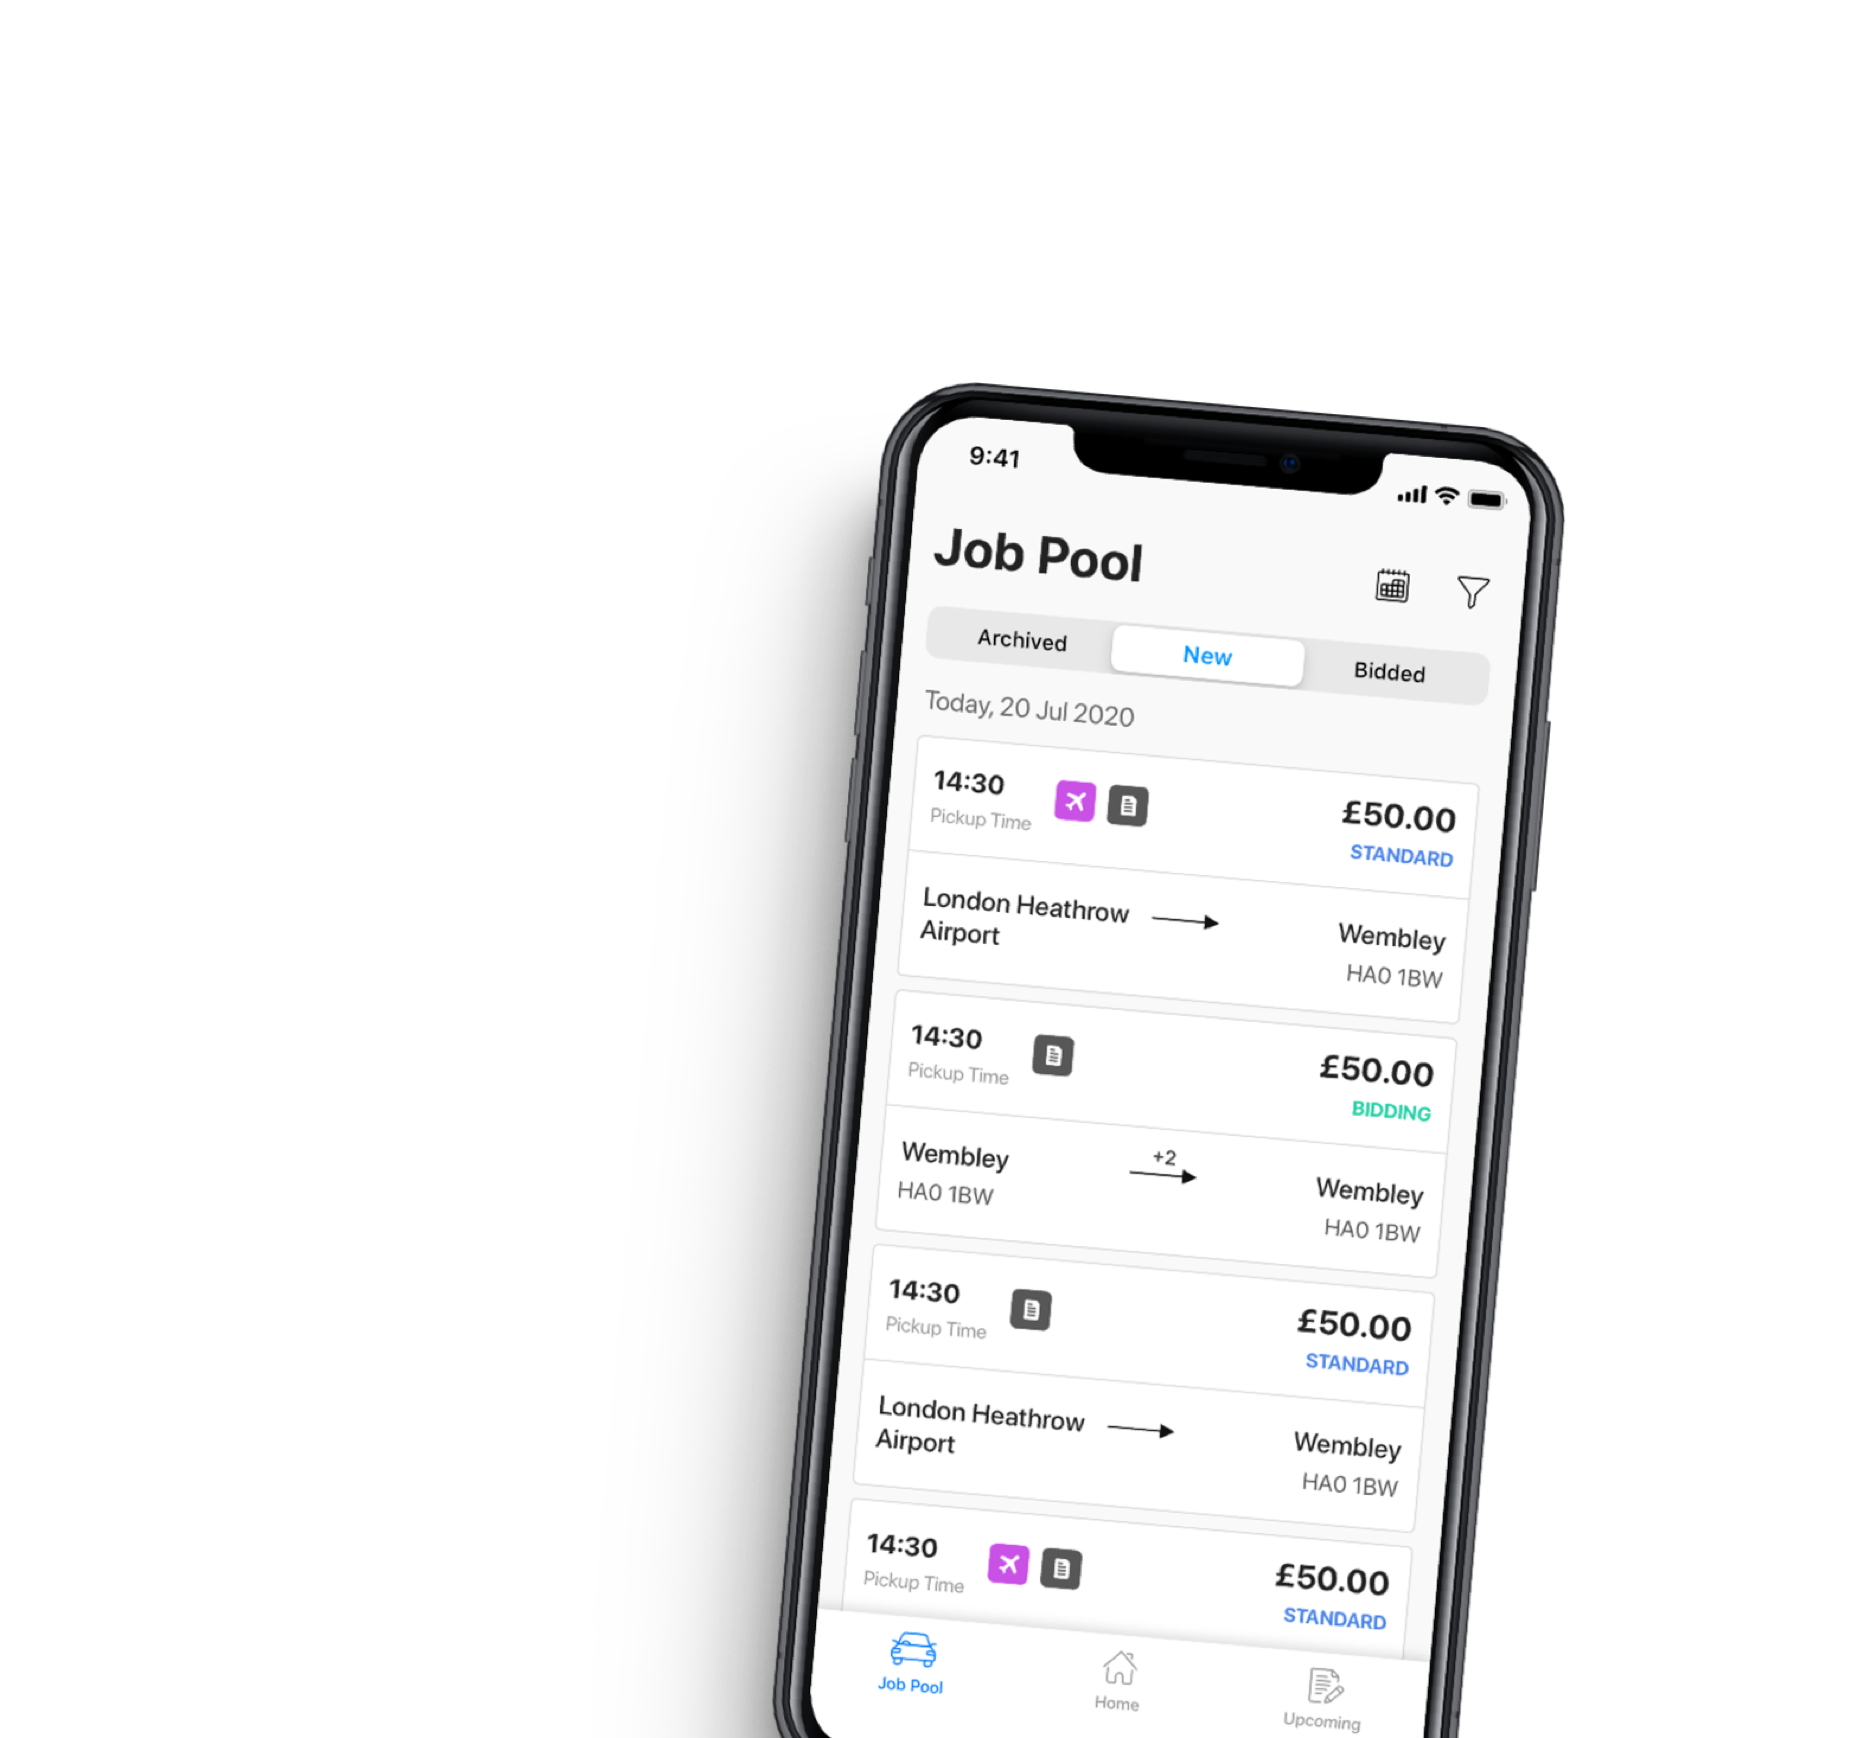 9:41
Job Pool
Archived New Bidded
Today, 20 Jul 2020
14:30 £50.00
Pickup Time STANDARD
London Heathrow Wembley
Airport HA0 1BW
14:30 £50.00
Pickup Time BIDDING
Wembley +2 Wembley
HA0 1BW HA0 1BW
14:30 £50.00
Pickup Time STANDARD
London Heathrow Wembley
Airport HA0 1BW
14:30 £50.00
Pickup Time STANDARD
Job Pool Home Upcoming